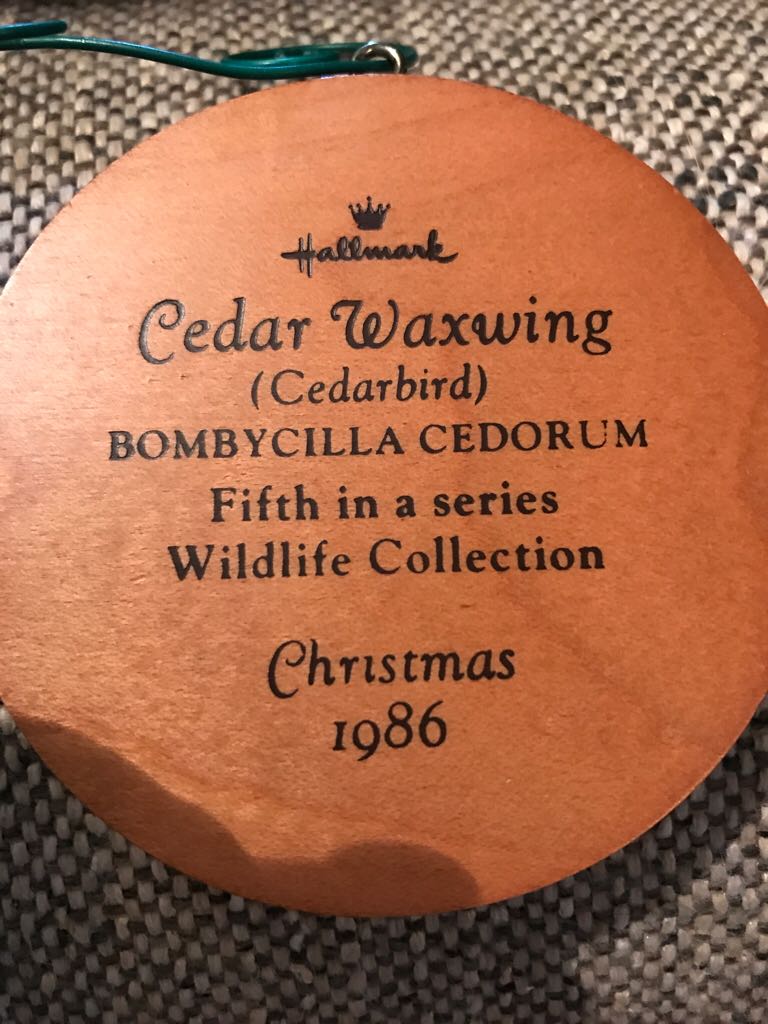 Hallmark
Cedar Waxwing
(Cedarbird)
BOMBYCILLA CEDORUM
Fifth in a series
Wildlife Collection
Christmas
1986